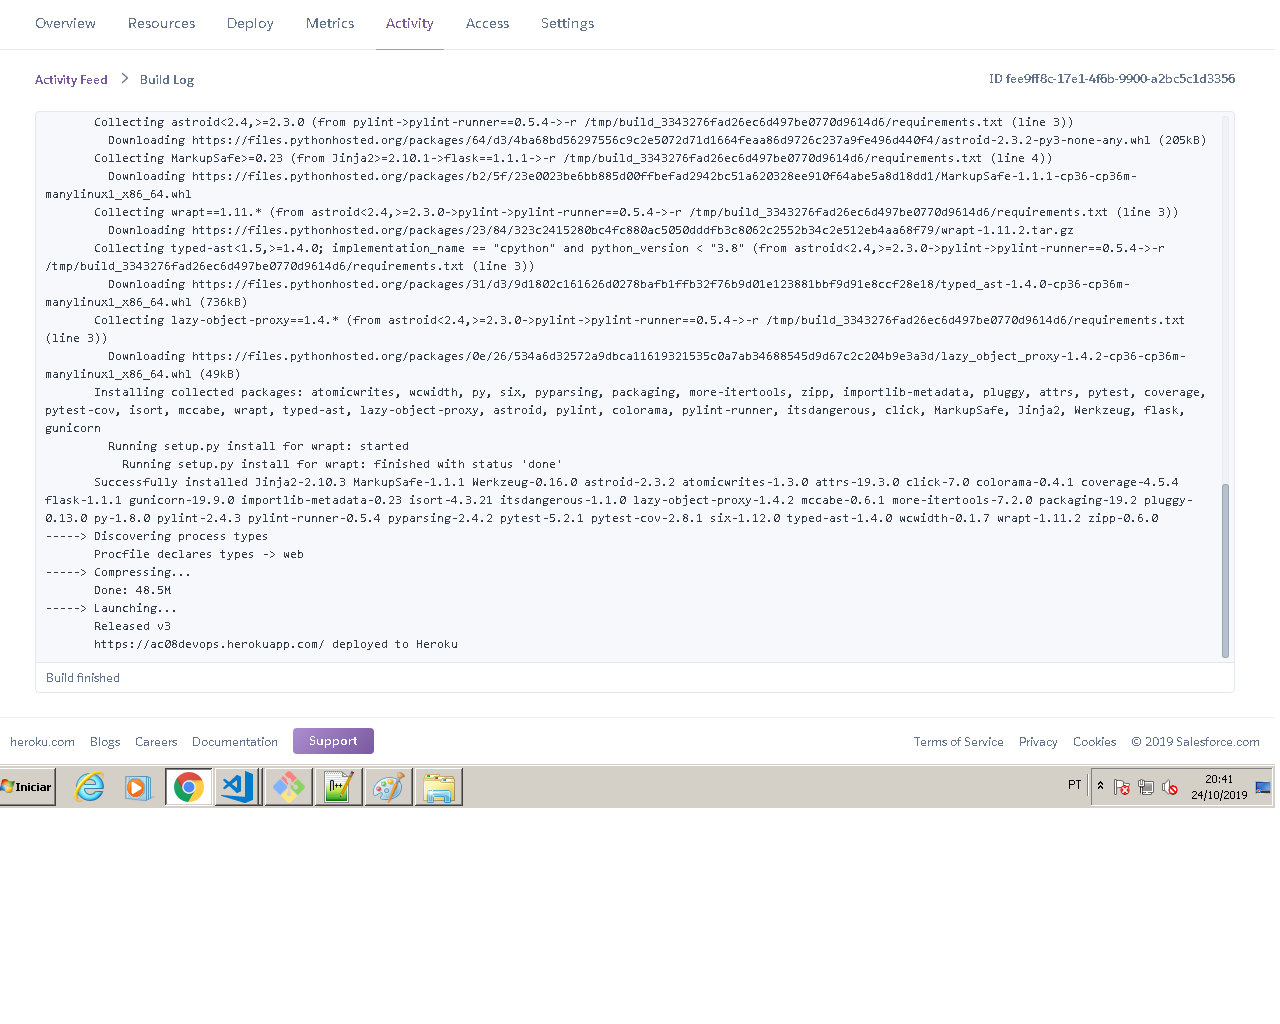 Overview Resources Deploy Metrics Activity Access Settings
Activity Feed > Build Log
ID fee9ff8c-17e1-4f6b-9900-a2bc5c1d3356
Collecting astroid<2.4,>=2.3.0 (from pylint->pylint-runner==0.5.4->-r /tmp/build_3343276fad26ec6d497be0770d9614d6/requirements.txt (line 3))
Downloading https://files.pythonhosted.org/packages/64/d3/4ba68bd56297556c9c2e5072d71d1664feaa86d9726c237a9fe496d440f4/astroid-2.3.2-py3-none-any.whl (205kB)
Collecting MarkupSafe>=0.23 (from Jinja2>=2.10.1->flask==1.1.1->-r /tmp/build_3343276fad26ec6d497be0770d9614d6/requirements.txt (line 4))
Downloading https://files.pythonhosted.org/packages/b2/5f/23e0023be6bb885d00ffbefad2942bc51a620328ee910f64abe5a8d18dd1/MarkupSafe-1.1.1-cp36-cp36m-
manylinux1_x86_64.whl
Collecting wrapt==1.11.* (from astroid<2.4,>=2.3.0->pylint->pylint-runner==0.5.4->-r /tmp/build_3343276fad26ec6d497be0770d9614d6/requirements.txt (line 3))
Downloading https://files.pythonhosted.org/packages/23/84/323c2415280bc4fc880ac5050dddfb3c8062c2552b34c2e512eb4aa68f79/wrapt-1.11.2.tar.gz
Collecting typed-ast<1.5,>=1.4.0; implementation_name == "cpython" and python_version < "3.8" (from astroid<2.4,>=2.3.0->pylint->pylint-runner==0.5.4->-r
/tmp/build_3343276fad26ec6d497be0770d9614d6/requirements.txt (line 3))
Downloading https://files.pythonhosted.org/packages/31/d3/9d1802c161626d0278bafb1ffb32f76b9d01e123881bbf9d91e8ccf28e18/typed_ast-1.4.0-cp36-cp36m-
manylinux1_x86_64.whl (736kB)
Collecting lazy-object-proxy==1.4.* (from astroid<2.4,>=2.3.0->pylint->pylint-runner==0.5.4->-r /tmp/build_3343276fad26ec6d497be0770d9614d6/requirements.txt
(line 3))
Downloading https://files.pythonhosted.org/packages/0e/26/534a6d32572a9dbca11619321535c0a7ab34688545d9d67c2c204b9e3a3d/lazy_object_proxy-1.4.2-cp36-cp36m-
manylinux1_x86_64.whl (49kB)
Installing collected packages: atomicwrites, wcwidth, py, six, pyparsing, packaging, more-itertools, zipp, importlib-metadata, pluggy, attrs, pytest, coverage,
pytest-cov, isort, mccabe, wrapt, typed-ast, lazy-object-proxy, astroid, pylint, colorama, pylint-runner, itsdangerous, click, MarkupSafe, Jinja2, Werkzeug, flask,
gunicorn
Running setup.py install for wrapt: started
Running setup.py install for wrapt: finished with status 'done'
Successfully installed Jinja2-2.10.3 MarkupSafe-1.1.1 Werkzeug-0.16.0 astroid-2.3.2 atomicwrites-1.3.0 attrs-19.3.0 click-7.0 colorama-0.4.1 coverage-4.5.4
flask-1.1.1 gunicorn-19.9.0 importlib-metadata-0.23 isort-4.3.21 itsdangerous-1.1.0 lazy-object-proxy-1.4.2 mccabe-0.6.1 more-itertools-7.2.0 packaging-19.2 pluggy-
0.13.0 py-1.8.0 pylint-2.4.3 pylint-runner-0.5.4 pyparsing-2.4.2 pytest-5.2.1 pytest-cov-2.8.1 six-1.12.0 typed-ast-1.4.0 wcwidth-0.1.7 wrapt-1.11.2 zipp-0.6.0
-----> Discovering process types
Procfile declares types -> web
-----> Compressing...
Done: 48.5M
-----> Launching...
Released v3
https://ac08devops.herokuapp.com/ deployed to Heroku
Build finished
heroku.com Blogs Careers Documentation Support
Terms of Service Privacy Cookies © 2019 Salesforce.com
Iniciar
PT
20:41
24/10/2019